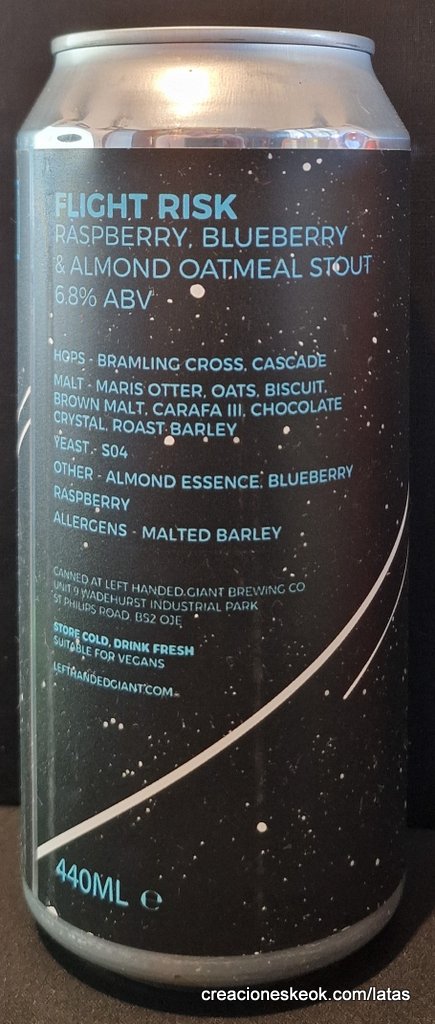 FLIGHT RISK
RASPBERRY, BLUEBERRY
& ALMOND OATMEAL STOUT
6.8% ABV
HOPS - BRAMLING CROSS, CASCADE
MALT - MARIS OTTER, OATS, BISCUIT,
BROWN MALT, CARAFA III, CHOCOLATE
CRYSTAL, ROAST BARLEY
YEAST - S04
OTHER - ALMOND ESSENCE, BLUEBERRY
RASPBERRY
ALLERGENS - MALTED BARLEY
CANNED AT LEFT HANDED GIANT BREWING CO
UNIT 9 WADEHURST INDUSTRIAL PARK
ST PHILIPS ROAD, BS2 0JE
STORE COLD, DRINK FRESH
SUITABLE FOR VEGANS
LEFTHANDEDGIANT.COM
440ML ℮
creacioneskeok.com/latas